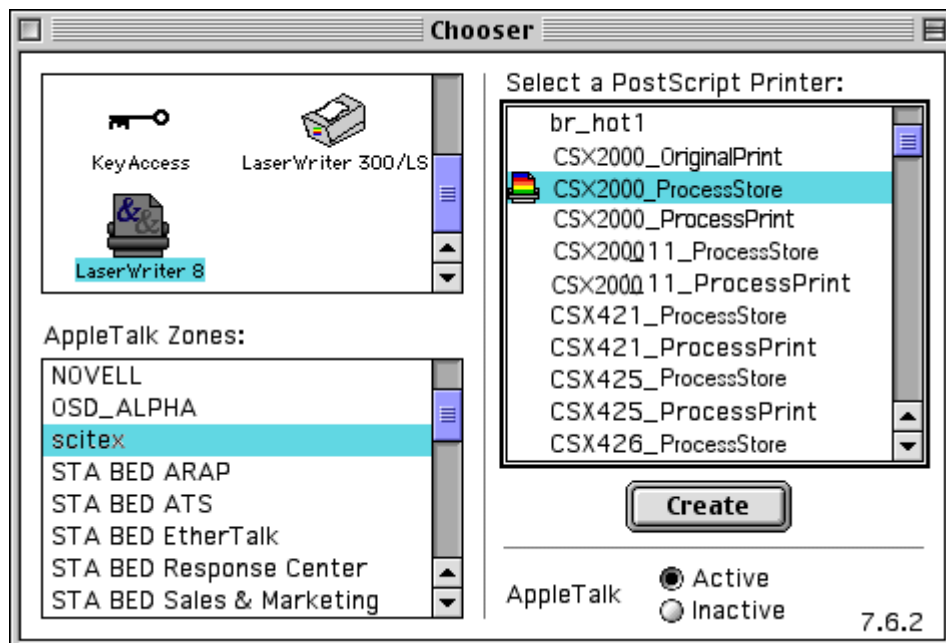 Chooser
KeyAccess
LaserWriter 300/LS
LaserWriter 8
AppleTalk Zones:
NOVELL
OSD_ALPHA
scitex
STA BED ARAP
STA BED ATS
STA BED EtherTalk
STA BED Response Center
STA BED Sales & Marketing
Select a PostScript Printer:
br_hot1
CSX2000_OriginalPrint
CSX2000_ProcessStore
CSX2000_ProcessPrint
CSX200011_ProcessStore
CSX200011_ProcessPrint
CSX421_ProcessStore
CSX421_ProcessPrint
CSX425_ProcessStore
CSX425_ProcessPrint
CSX426_ProcessStore
Create
AppleTalk
Active
Inactive
7.6.2